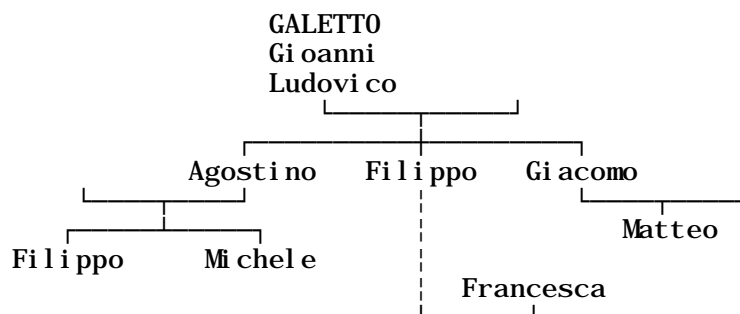 GALETTO
Gioanni
Ludovico
Agostino Filippo Giacomo
Matteo
Filippo Michele
Francesca